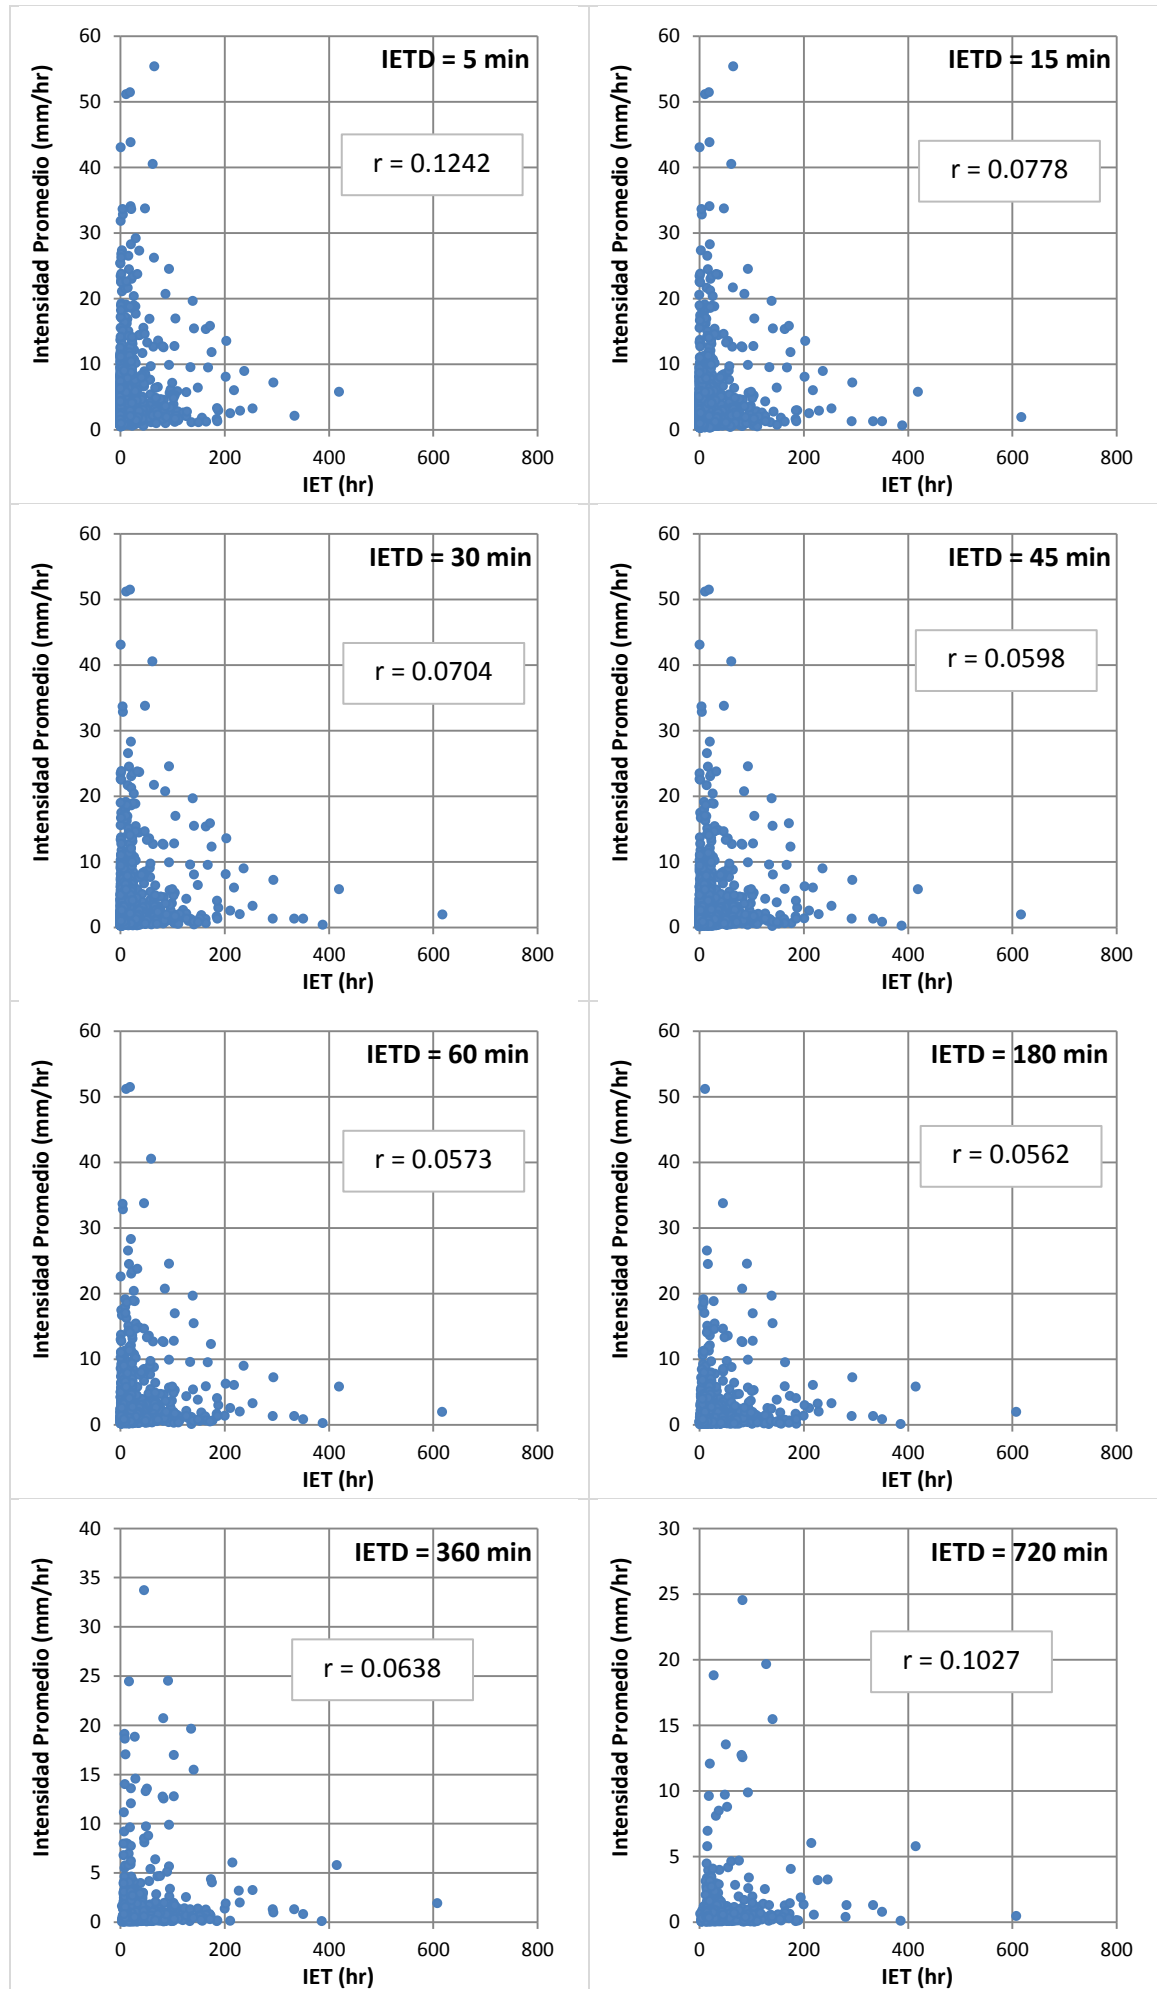 IETD = 5 min
r = 0.1242
Intensidad Promedio (mm/hr)
60
50
40
30
20
10
0
0 200 400 600 800
IET (hr)
IETD = 15 min
r = 0.0778
Intensidad Promedio (mm/hr)
60
50
40
30
20
10
0
0 200 400 600 800
IET (hr)
IETD = 30 min
r = 0.0704
Intensidad Promedio (mm/hr)
60
50
40
30
20
10
0
0 200 400 600 800
IET (hr)
IETD = 45 min
r = 0.0598
Intensidad Promedio (mm/hr)
60
50
40
30
20
10
0
0 200 400 600 800
IET (hr)
IETD = 60 min
r = 0.0573
Intensidad Promedio (mm/hr)
60
50
40
30
20
10
0
0 200 400 600 800
IET (hr)
IETD = 180 min
r = 0.0562
Intensidad Promedio (mm/hr)
60
50
40
30
20
10
0
0 200 400 600 800
IET (hr)
IETD = 360 min
r = 0.0638
Intensidad Promedio (mm/hr)
40
35
30
25
20
15
10
5
0
0 200 400 600 800
IET (hr)
IETD = 720 min
r = 0.1027
Intensidad Promedio (mm/hr)
30
25
20
15
10
5
0
0 200 400 600 800
IET (hr)